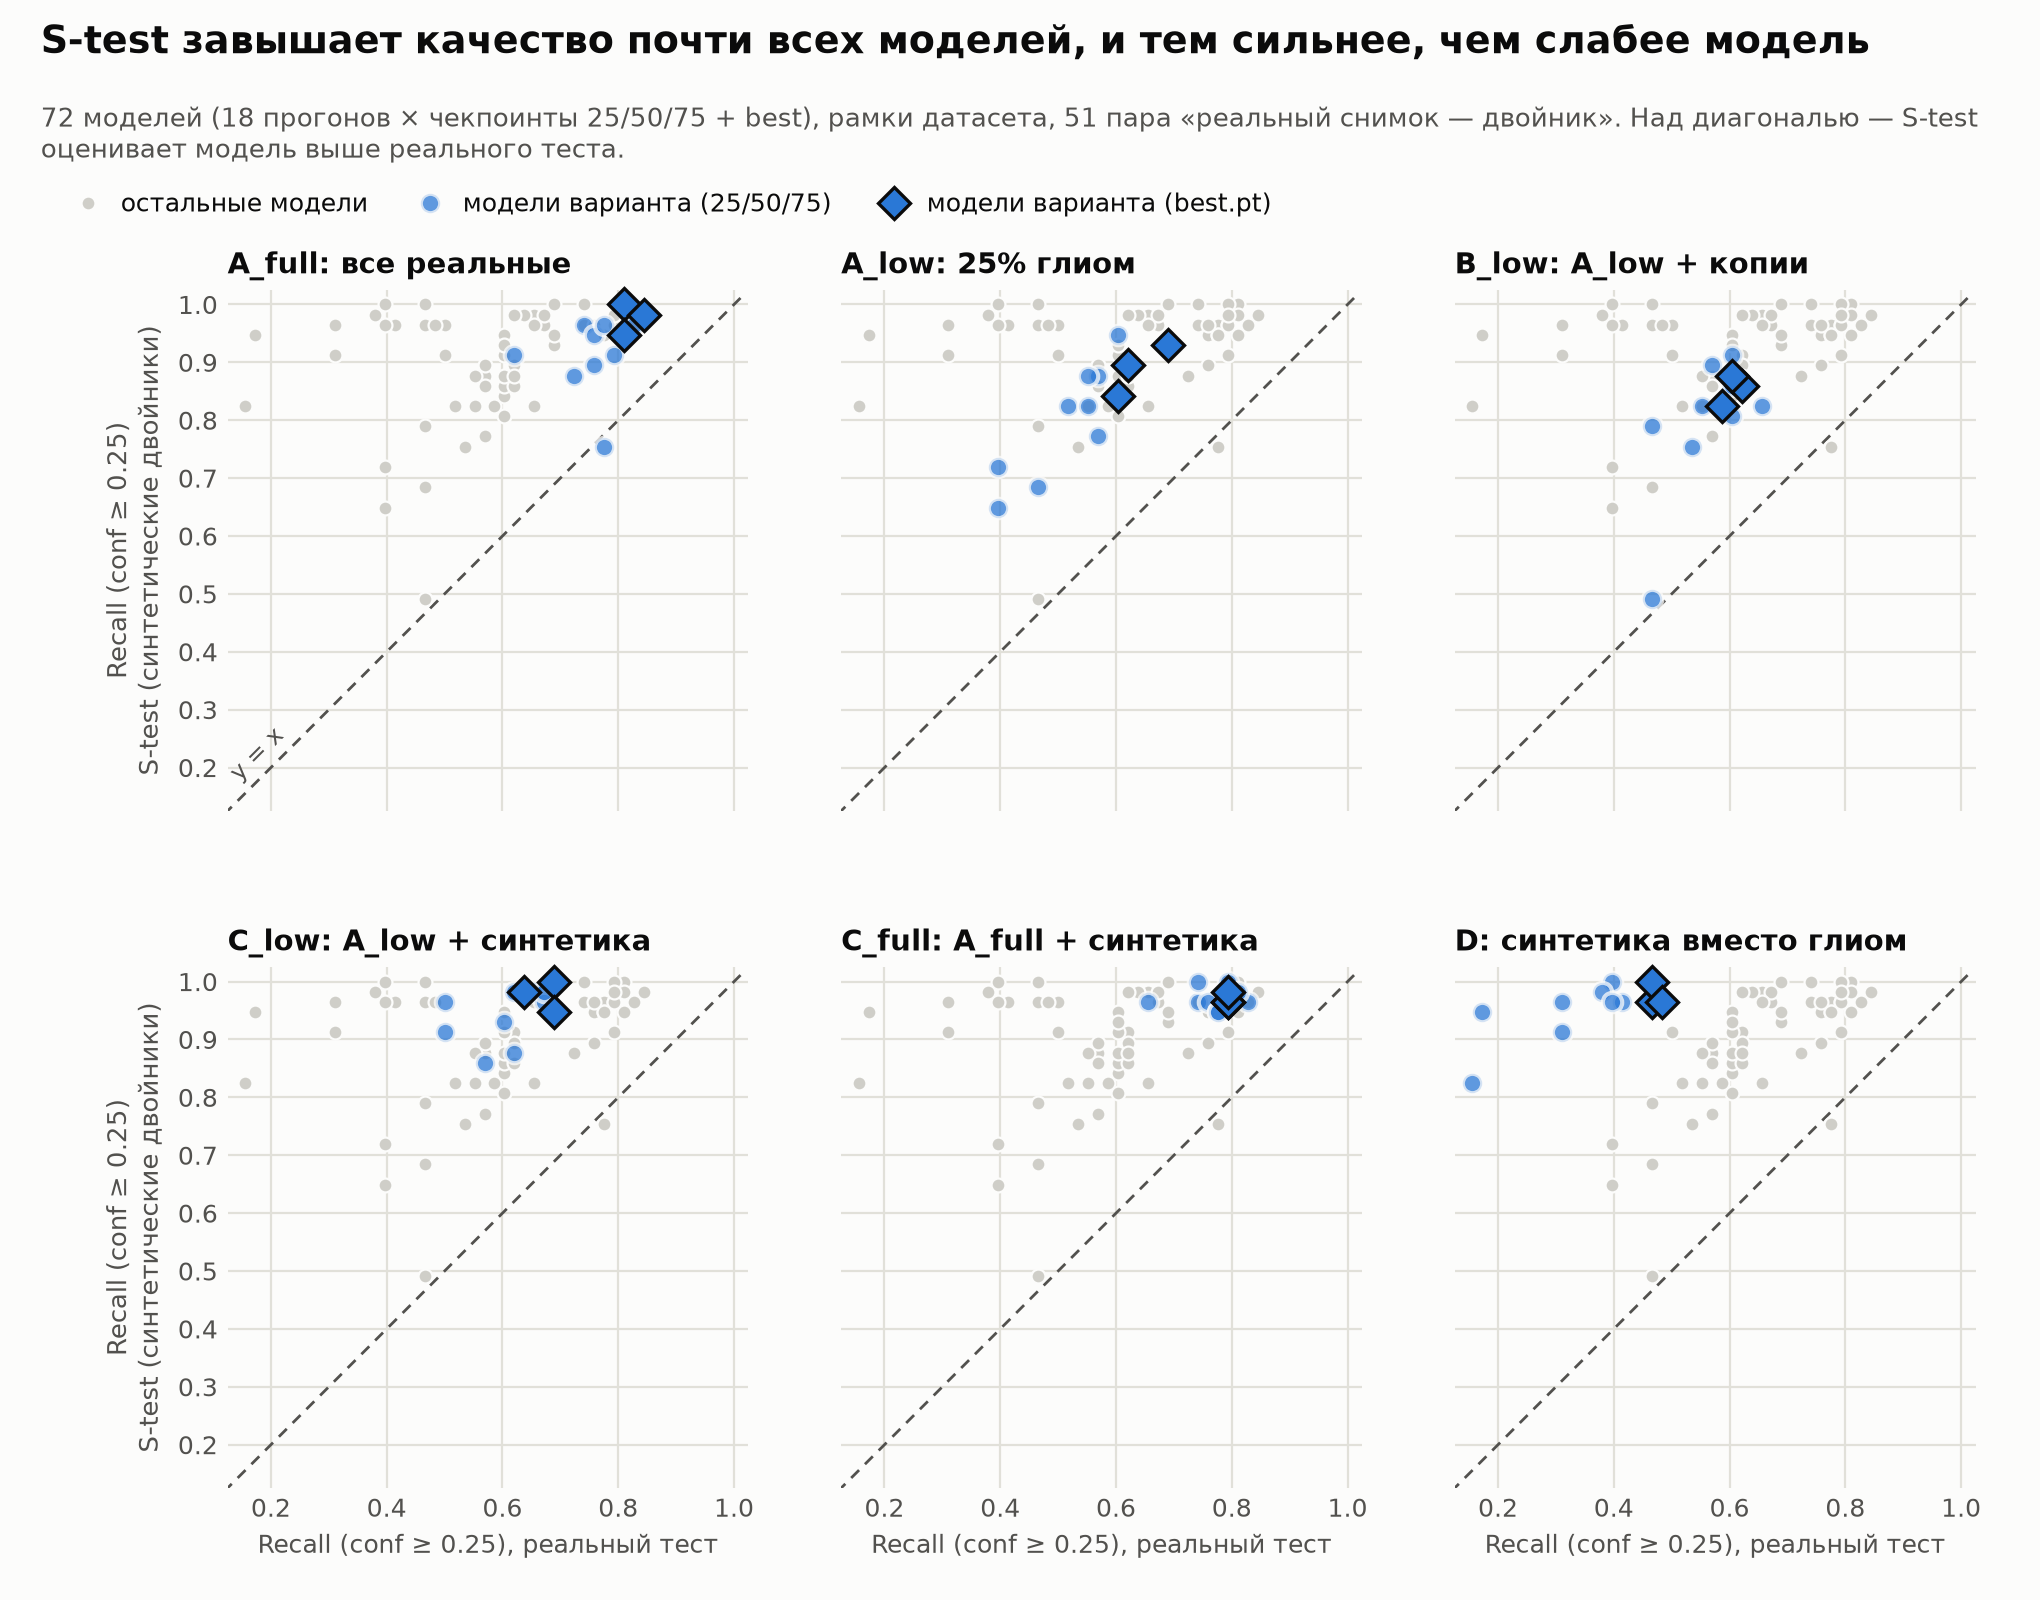 S-test завышает качество почти всех моделей, и тем сильнее, чем слабее модель
72 моделей (18 прогонов × чекпоинты 25/50/75 + best), рамки датасета, 51 пара «реальный снимок — двойник». Над диагональю — S-test
оценивает модель выше реального теста.
остальные модели
модели варианта (25/50/75)
модели варианта (best.pt)
A_full: все реальные
A_low: 25% глиом
B_low: A_low + копии
Recall (conf ≥ 0.25)
S-test (синтетические двойники)
1.0
0.9
0.8
0.7
0.6
0.5
0.4
0.3
0.2
y = x
C_low: A_low + синтетика
C_full: A_full + синтетика
D: синтетика вместо глиом
Recall (conf ≥ 0.25)
S-test (синтетические двойники)
1.0
0.9
0.8
0.7
0.6
0.5
0.4
0.3
0.2
0.2 0.4 0.6 0.8 1.0
0.2 0.4 0.6 0.8 1.0
0.2 0.4 0.6 0.8 1.0
Recall (conf ≥ 0.25), реальный тест
Recall (conf ≥ 0.25), реальный тест
Recall (conf ≥ 0.25), реальный тест